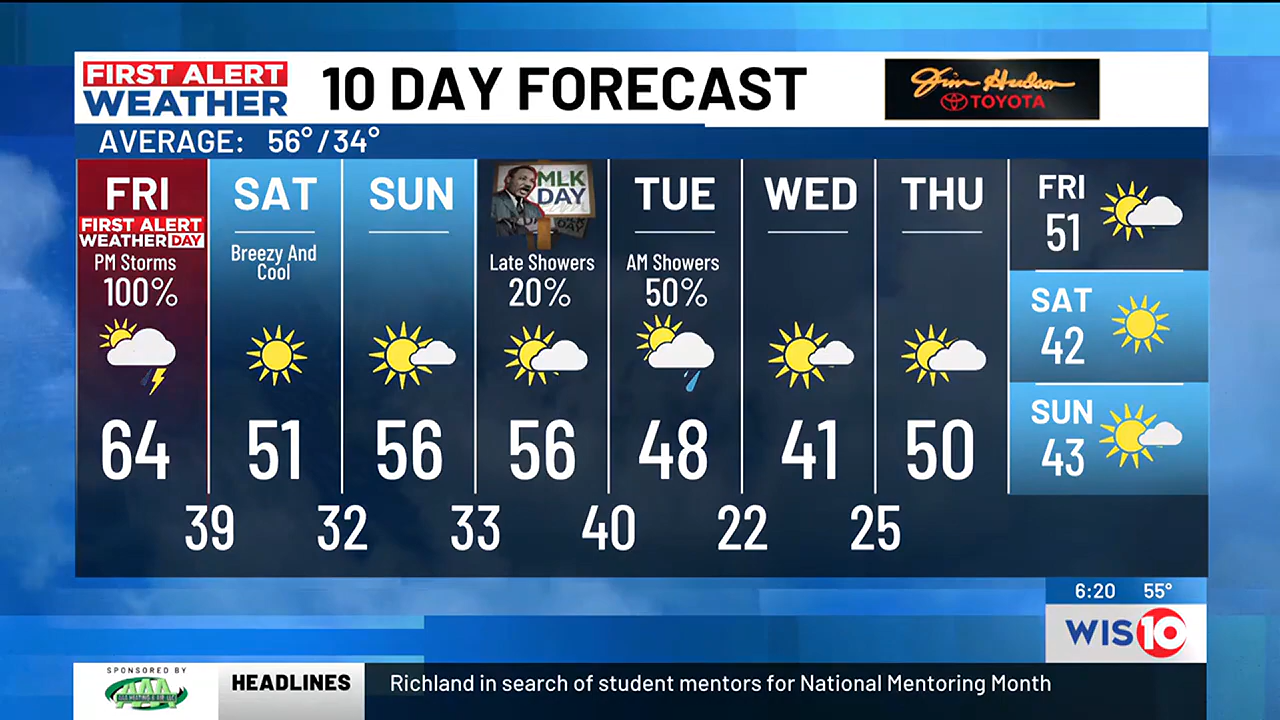 FIRST ALERT
WEATHER
10 DAY FORECAST
Jim Hudson
TOYOTA
AVERAGE: 56°/34°
FRI
FIRST ALERT
WEATHER DAY
PM Storms
100%
64
SAT
Breezy And
Cool
51
SUN
56
MLK
DAY
Late Showers
20%
56
TUE
AM Showers
50%
48
WED
41
THU
50
FRI
51
SAT
42
SUN
43
39
32
33
40
22
25
6:20 55°
WIS10
SPONSORED BY
AAA
HEADLINES
Richland in search of student mentors for National Mentoring Month